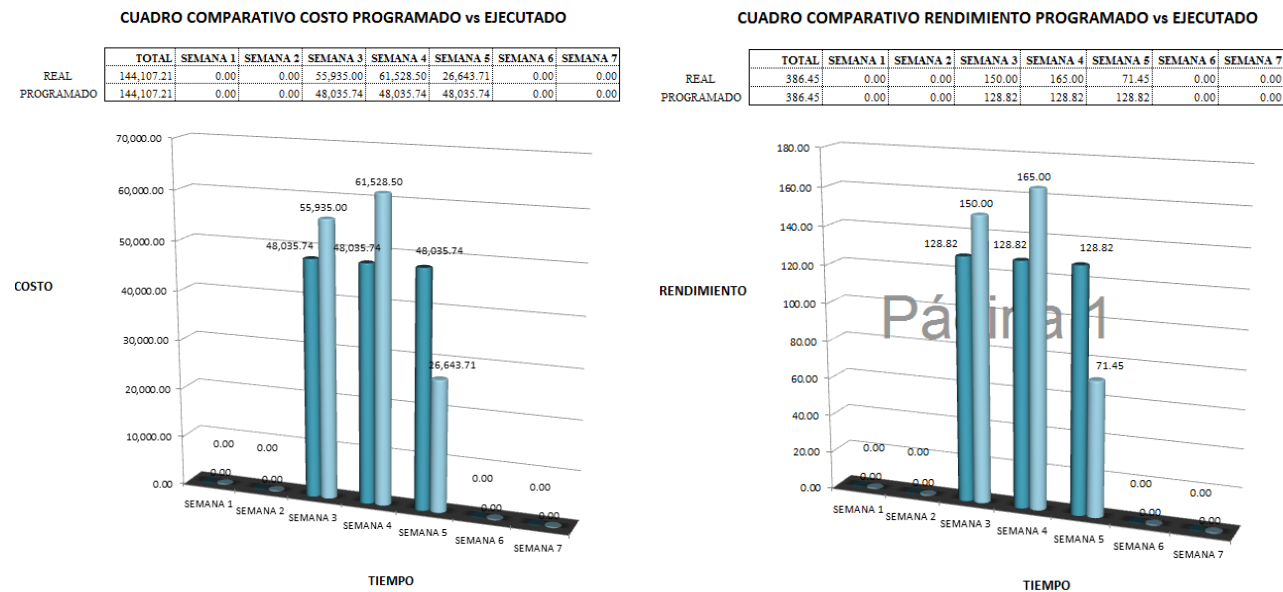 CUADRO COMPARATIVO COSTO PROGRAMADO vs EJECUTADO
TOTAL SEMANA 1 SEMANA 2 SEMANA 3 SEMANA 4 SEMANA 5 SEMANA 6 SEMANA 7
REAL 144,107.21 0.00 0.00 55,935.00 61,528.50 26,643.71 0.00 0.00
PROGRAMADO 144,107.21 0.00 0.00 48,035.74 48,035.74 48,035.74 0.00 0.00
70,000.00
60,000.00
50,000.00
40,000.00
30,000.00
20,000.00
10,000.00
0.00
COSTO
61,528.50
55,935.00
48,035.74 48,035.74 48,035.74
26,643.71
0.00 0.00 0.00 0.00
0.00 0.00 0.00 0.00
SEMANA 1 SEMANA 2 SEMANA 3 SEMANA 4 SEMANA 5 SEMANA 6 SEMANA 7
TIEMPO
CUADRO COMPARATIVO RENDIMIENTO PROGRAMADO vs EJECUTADO
TOTAL SEMANA 1 SEMANA 2 SEMANA 3 SEMANA 4 SEMANA 5 SEMANA 6 SEMANA 7
REAL 386.45 0.00 0.00 150.00 165.00 71.45 0.00 0.00
PROGRAMADO 386.45 0.00 0.00 128.82 128.82 128.82 0.00 0.00
180.00
160.00
140.00
120.00
100.00
80.00
60.00
40.00
20.00
0.00
RENDIMIENTO
165.00
150.00
128.82 128.82 128.82
Página 1
71.45
0.00 0.00 0.00 0.00
0.00 0.00 0.00 0.00
SEMANA 1 SEMANA 2 SEMANA 3 SEMANA 4 SEMANA 5 SEMANA 6 SEMANA 7
TIEMPO